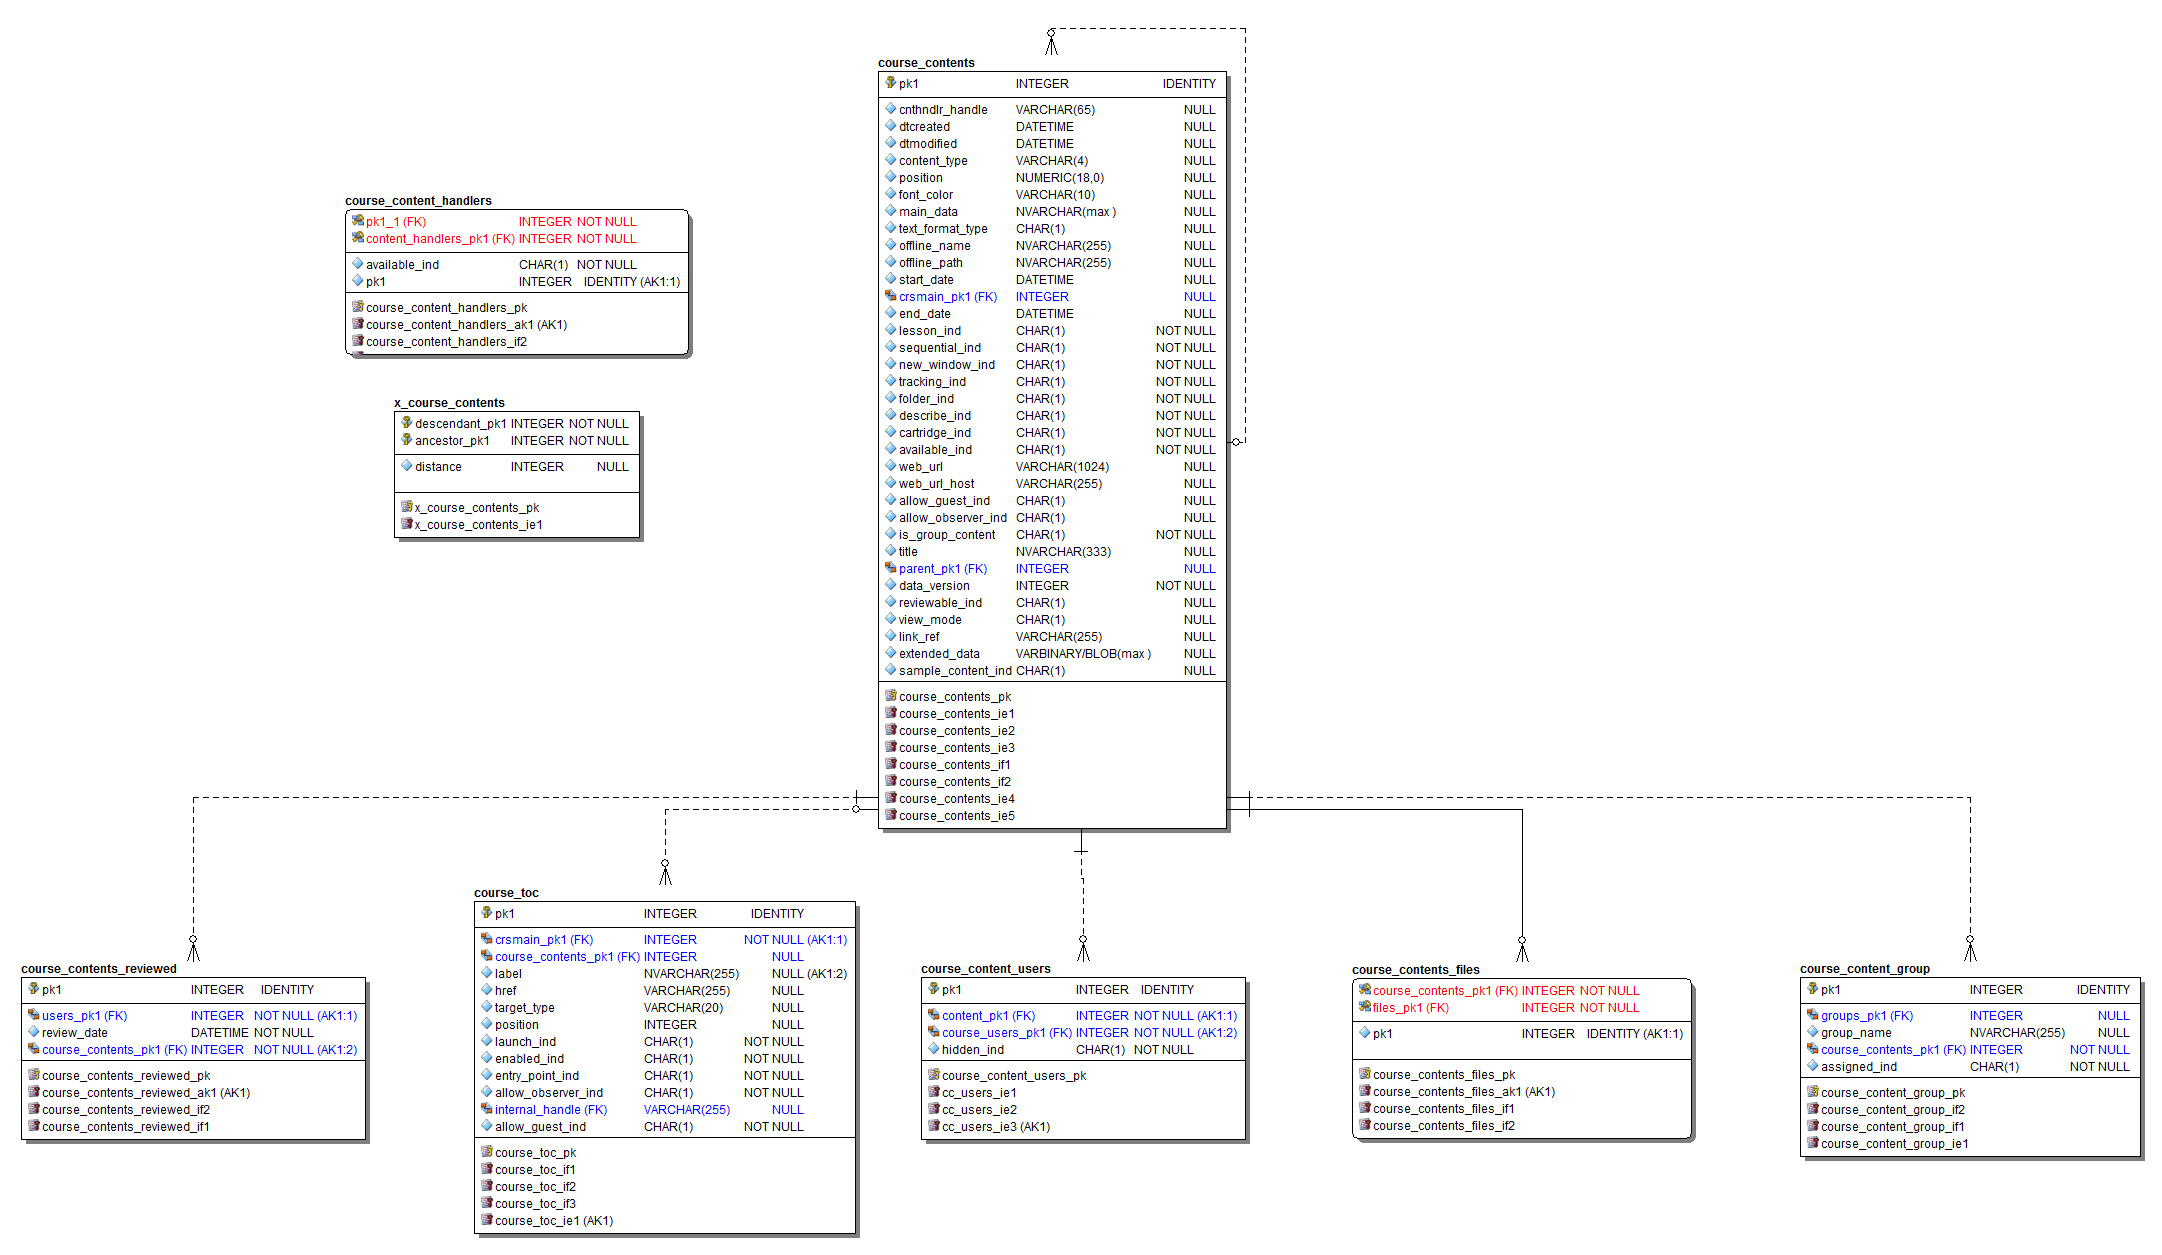 course_contents
pk1 INTEGER IDENTITY
cnthndlr_handle VARCHAR(65) NULL
dtcreated DATETIME NULL
dtmodified DATETIME NULL
content_type VARCHAR(4) NULL
position NUMERIC(18,0) NULL
font_color VARCHAR(10) NULL
main_data NVARCHAR(max ) NULL
text_format_type CHAR(1) NULL
offline_name NVARCHAR(255) NULL
offline_path NVARCHAR(255) NULL
start_date DATETIME NULL
crsmain_pk1 (FK) INTEGER NULL
end_date DATETIME NULL
lesson_ind CHAR(1) NOT NULL
sequential_ind CHAR(1) NOT NULL
new_window_ind CHAR(1) NOT NULL
tracking_ind CHAR(1) NOT NULL
folder_ind CHAR(1) NOT NULL
describe_ind CHAR(1) NOT NULL
cartridge_ind CHAR(1) NOT NULL
available_ind CHAR(1) NOT NULL
web_url VARCHAR(1024) NULL
web_url_host VARCHAR(255) NULL
allow_guest_ind CHAR(1) NULL
allow_observer_ind CHAR(1) NULL
is_group_content CHAR(1) NOT NULL
title NVARCHAR(333) NULL
parent_pk1 (FK) INTEGER NULL
data_version INTEGER NOT NULL
reviewable_ind CHAR(1) NULL
view_mode CHAR(1) NULL
link_ref VARCHAR(255) NULL
extended_data VARBINARY/BLOB(max ) NULL
sample_content_ind CHAR(1) NULL
course_contents_pk
course_contents_ie1
course_contents_ie2
course_contents_ie3
course_contents_if1
course_contents_if2
course_contents_ie4
course_contents_ie5
course_content_handlers
pk1_1 (FK) INTEGER NOT NULL
content_handlers_pk1 (FK) INTEGER NOT NULL
available_ind CHAR(1) NOT NULL
pk1 INTEGER IDENTITY (AK1:1)
course_content_handlers_pk
course_content_handlers_ak1 (AK1)
course_content_handlers_if2
x_course_contents
descendant_pk1 INTEGER NOT NULL
ancestor_pk1 INTEGER NOT NULL
distance INTEGER NULL
x_course_contents_pk
x_course_contents_ie1
course_contents_reviewed
pk1 INTEGER IDENTITY
users_pk1 (FK) INTEGER NOT NULL (AK1:1)
review_date DATETIME NOT NULL
course_contents_pk1 (FK) INTEGER NOT NULL (AK1:2)
course_contents_reviewed_pk
course_contents_reviewed_ak1 (AK1)
course_contents_reviewed_if2
course_contents_reviewed_if1
course_toc
pk1 INTEGER IDENTITY
crsmain_pk1 (FK) INTEGER NOT NULL (AK1:1)
course_contents_pk1 (FK) INTEGER NULL
label NVARCHAR(255) NULL (AK1:2)
href VARCHAR(255) NULL
target_type VARCHAR(20) NULL
position INTEGER NULL
launch_ind CHAR(1) NOT NULL
enabled_ind CHAR(1) NOT NULL
entry_point_ind CHAR(1) NOT NULL
allow_observer_ind CHAR(1) NOT NULL
internal_handle (FK) VARCHAR(255) NULL
allow_guest_ind CHAR(1) NOT NULL
course_toc_pk
course_toc_if1
course_toc_if2
course_toc_if3
course_toc_ie1 (AK1)
course_content_users
pk1 INTEGER IDENTITY
content_pk1 (FK) INTEGER NOT NULL (AK1:1)
course_users_pk1 (FK) INTEGER NOT NULL (AK1:2)
hidden_ind CHAR(1) NOT NULL
course_content_users_pk
cc_users_ie1
cc_users_ie2
cc_users_ie3 (AK1)
course_contents_files
course_contents_pk1 (FK) INTEGER NOT NULL
files_pk1 (FK) INTEGER NOT NULL
pk1 INTEGER IDENTITY (AK1:1)
course_contents_files_pk
course_contents_files_ak1 (AK1)
course_contents_files_if1
course_contents_files_if2
course_content_group
pk1 INTEGER IDENTITY
groups_pk1 (FK) INTEGER NULL
group_name NVARCHAR(255) NULL
course_contents_pk1 (FK) INTEGER NOT NULL
assigned_ind CHAR(1) NOT NULL
course_content_group_pk
course_content_group_if2
course_content_group_if1
course_content_group_ie1